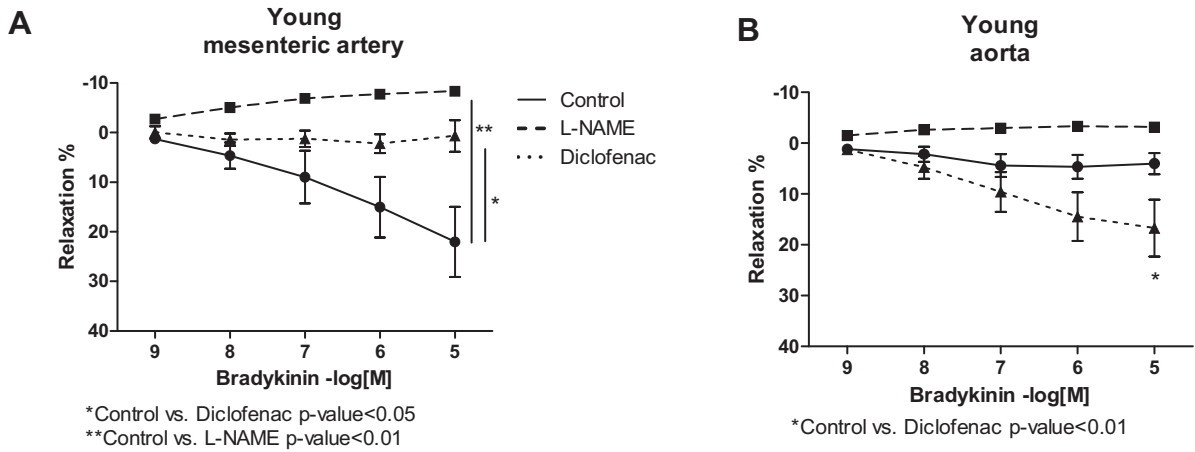 A
Young
mesenteric artery
-10
0
10
20
30
40
Relaxation %
9 8 7 6 5
Bradykinin -log[M]
**
*
Control
L-NAME
Diclofenac
*Control vs. Diclofenac p-value<0.05
**Control vs. L-NAME p-value<0.01
B
Young
aorta
-10
0
10
20
30
40
Relaxation %
*
9 8 7 6 5
Bradykinin -log[M]
*Control vs. Diclofenac p-value<0.01